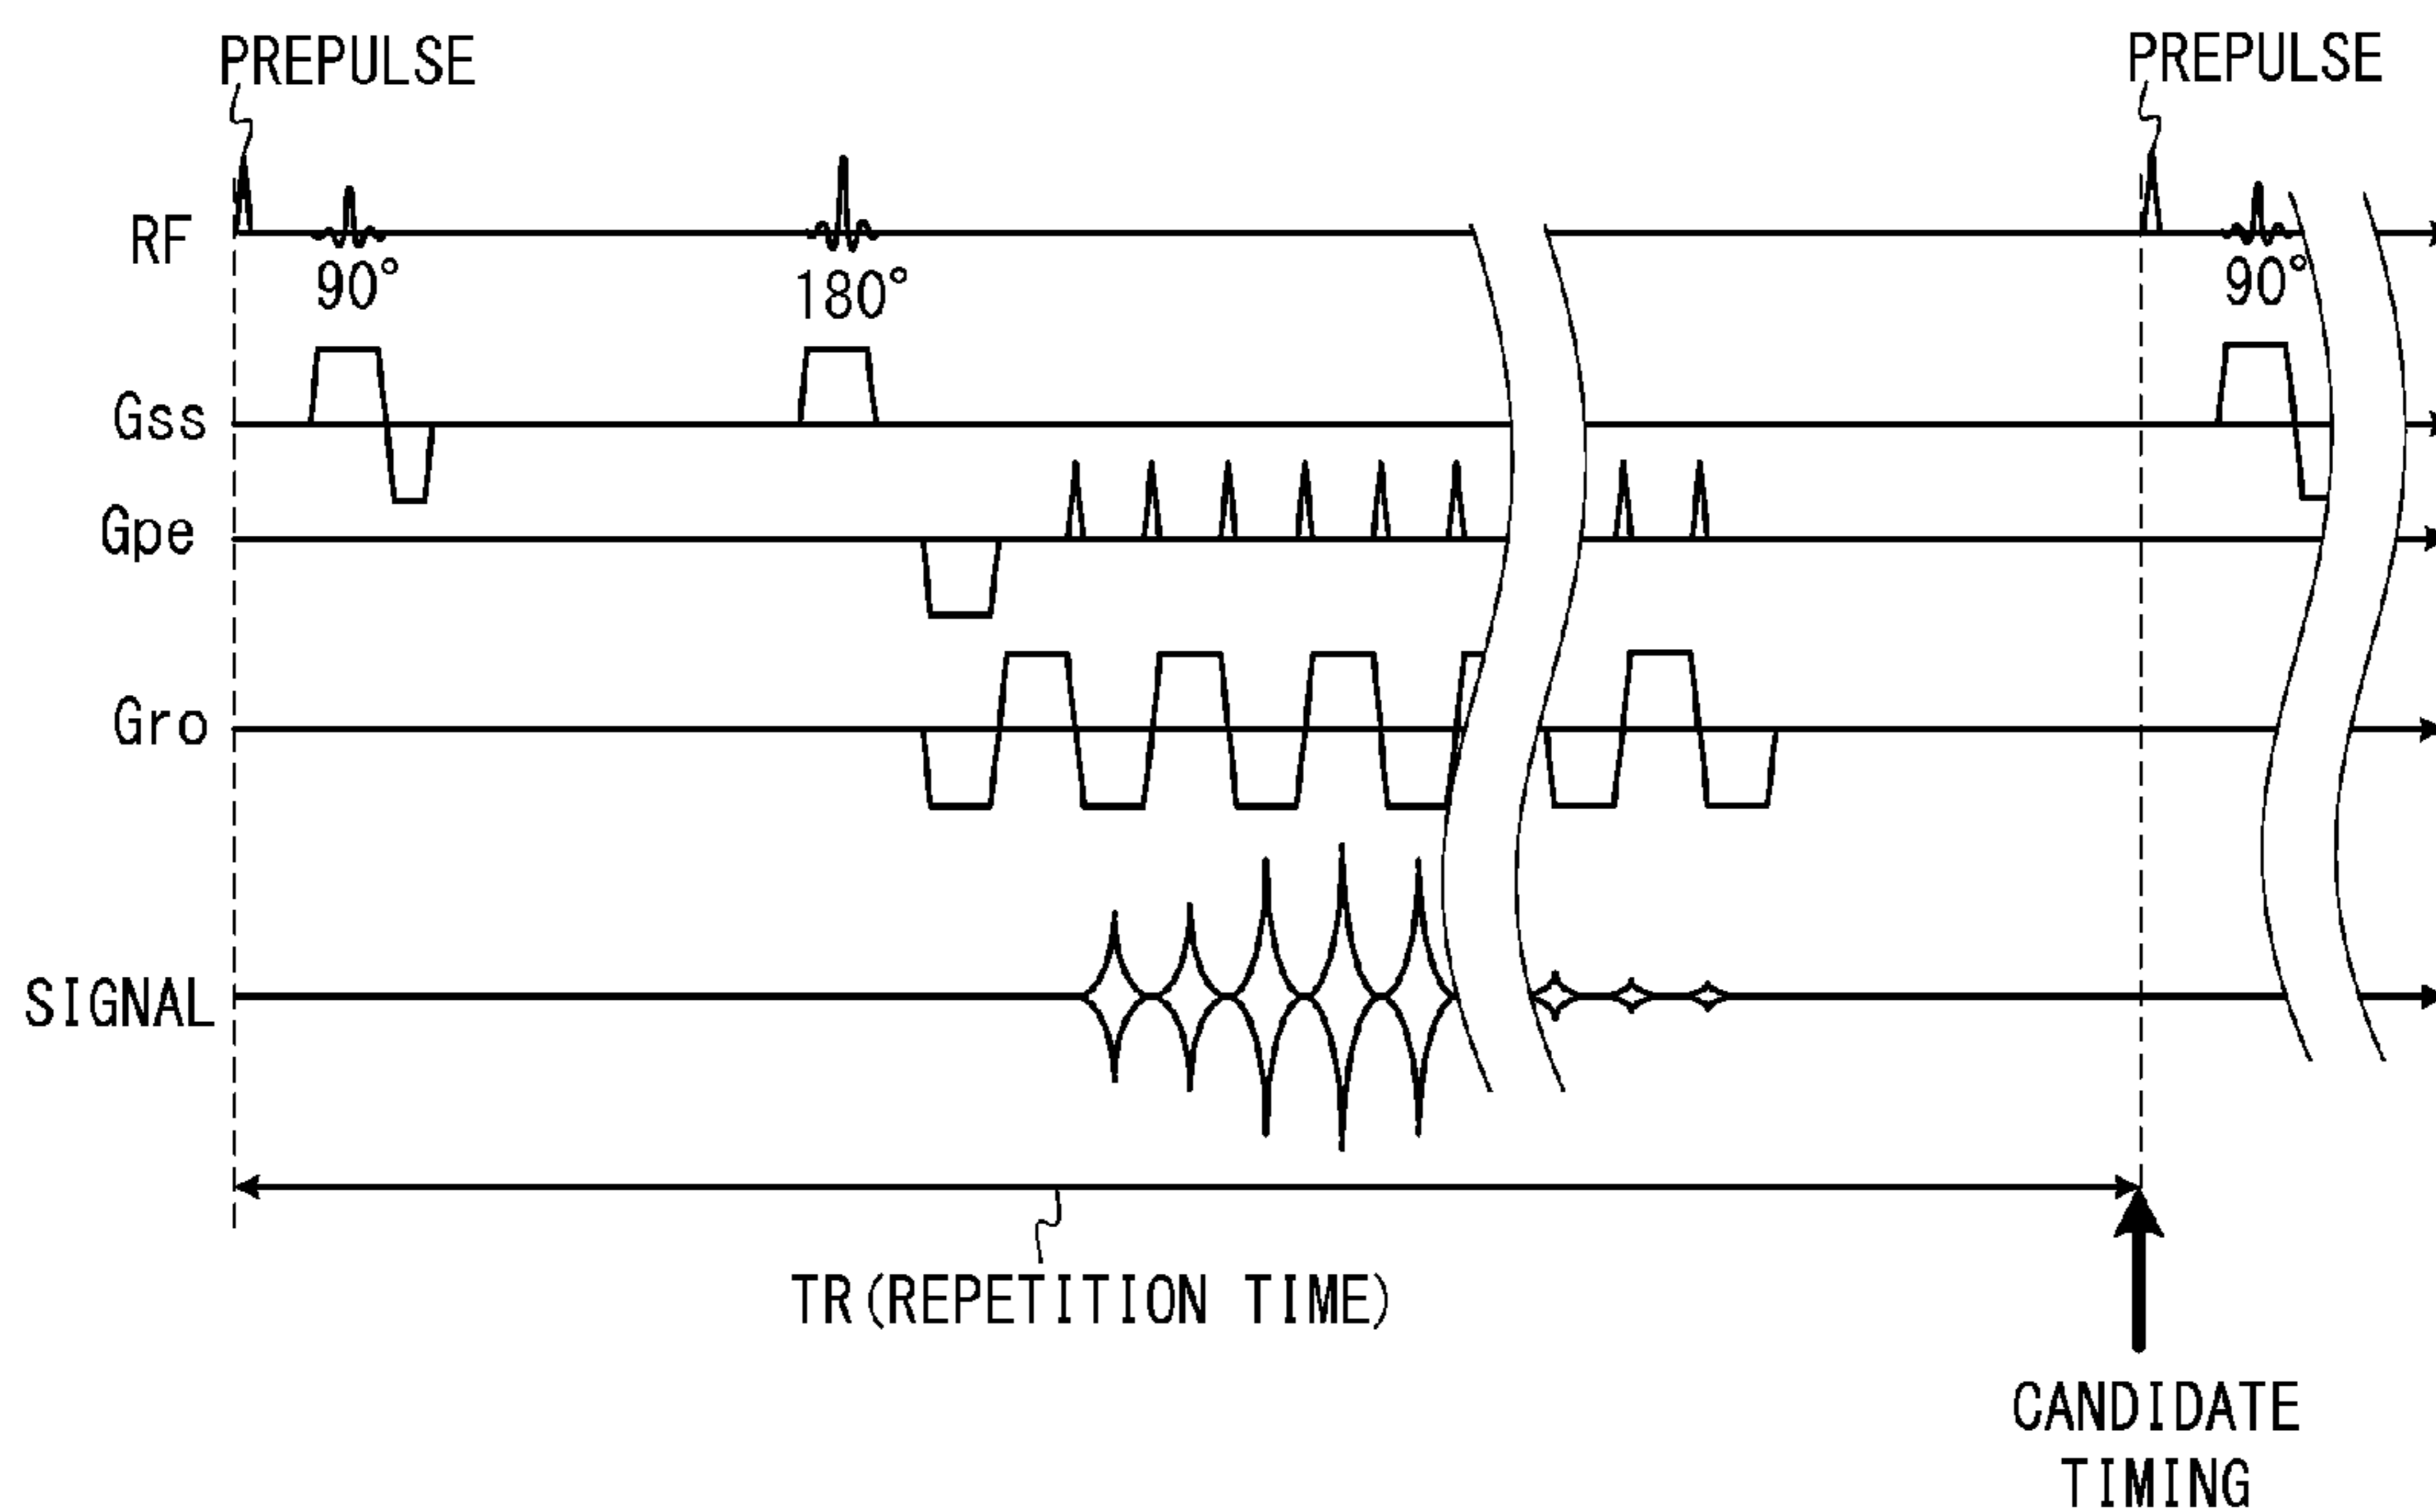 PREPULSE
PREPULSE
RF
90°
180°
90°
Gss
Gpe
Gro
SIGNAL
TR(REPETITION TIME)
CANDIDATE
TIMING